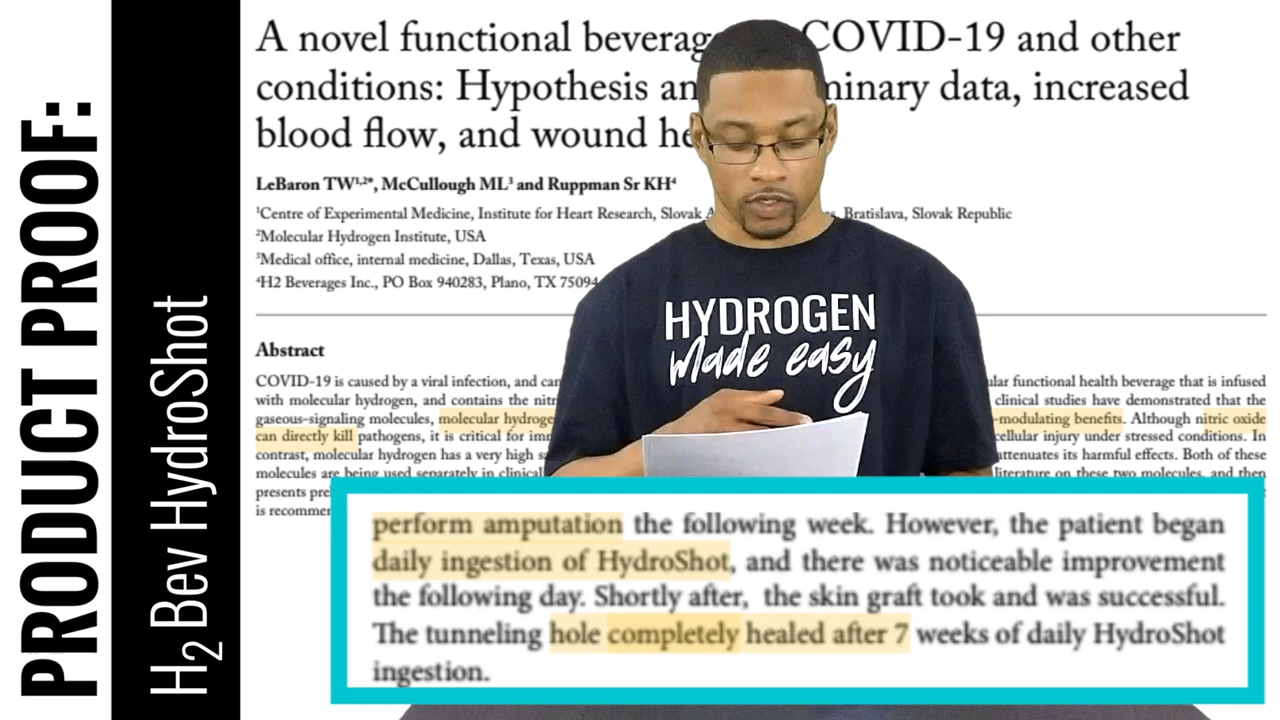 PRODUCT PROOF:
H2 Bev HydroShot
A novel functional beverag COVID-19 and other
conditions: Hypothesis an minary data, increased
blood flow, and wound he
LeBaron TW1,2*, McCullough ML3 and Ruppman Sr KH4
1Centre of Experimental Medicine, Institute for Heart Research, Slovak A es, Bratislava, Slovak Republic
2Molecular Hydrogen Institute, USA
3Medical office, internal medicine, Dallas, Texas, USA
4H2 Beverages Inc., PO Box 940283, Plano, TX 75094
HYDROGEN
made easy
Abstract
COVID-19 is caused by a viral infection, and can ular functional health beverage that is infused
with molecular hydrogen, and contains the nitr clinical studies have demonstrated that the
gaseous-signaling molecules, molecular hydroge -modulating benefits. Although nitric oxide
can directly kill pathogens, it is critical for imm cellular injury under stressed conditions. In
contrast, molecular hydrogen has a very high sa attenuates its harmful effects. Both of these
molecules are being used separately in clinical literature on these two molecules, and then
presents pre
is recommen
perform amputation the following week. However, the patient began
daily ingestion of HydroShot, and there was noticeable improvement
the following day. Shortly after, the skin graft took and was successful.
The tunneling hole completely healed after 7 weeks of daily HydroShot
ingestion.